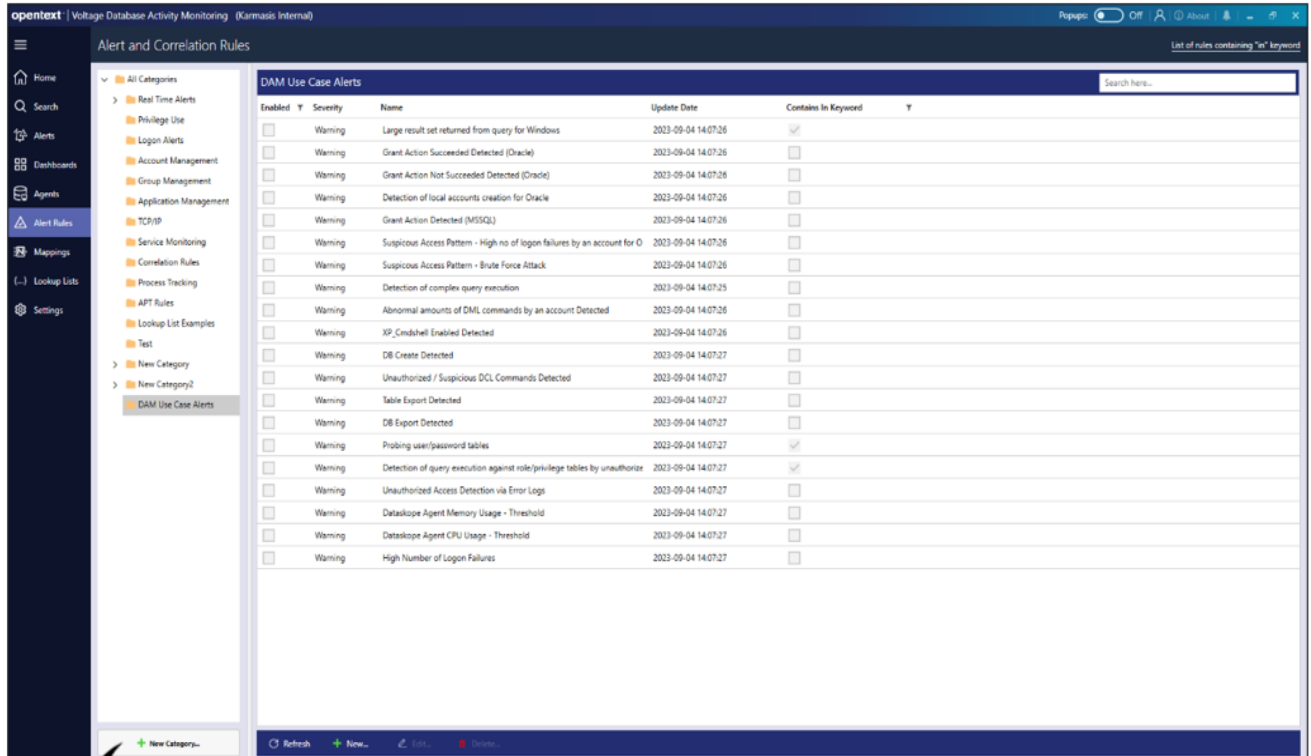 opentext | Voltage Database Activity Monitoring (Karmasis Internal)
Popups: Off About
Alert and Correlation Rules
List of rules containing "in" keyword
Home
Search
Alerts
Dashboards
Agents
Alert Rules
Mappings
(...) Lookup Lists
Settings
All Categories
Real Time Alerts
Privilege Use
Logon Alerts
Account Management
Group Management
Application Management
TCP/IP
Service Monitoring
Correlation Rules
Process Tracking
APT Rules
Lookup List Examples
Test
New Category
New Category2
DAM Use Case Alerts
New Category...
DAM Use Case Alerts
Search here...
Enabled Severity Name Update Date Contains In Keyword
Warning Large result set returned from query for Windows 2023-09-04 14:07:26
Warning Grant Action Succeeded Detected (Oracle) 2023-09-04 14:07:26
Warning Grant Action Not Succeeded Detected (Oracle) 2023-09-04 14:07:26
Warning Detection of local accounts creation for Oracle 2023-09-04 14:07:26
Warning Grant Action Detected (MSSQL) 2023-09-04 14:07:26
Warning Suspicous Access Pattern - High no of logon failures by an account for O 2023-09-04 14:07:26
Warning Suspicous Access Pattern - Brute Force Attack 2023-09-04 14:07:26
Warning Detection of complex query execution 2023-09-04 14:07:25
Warning Abnormal amounts of DML commands by an account Detected 2023-09-04 14:07:26
Warning XP_Cmdshell Enabled Detected 2023-09-04 14:07:26
Warning DB Create Detected 2023-09-04 14:07:27
Warning Unauthorized / Suspicious DCL Commands Detected 2023-09-04 14:07:27
Warning Table Export Detected 2023-09-04 14:07:27
Warning DB Export Detected 2023-09-04 14:07:27
Warning Probing user/password tables 2023-09-04 14:07:27
Warning Detection of query execution against role/privilege tables by unauthorize 2023-09-04 14:07:27
Warning Unauthorized Access Detection via Error Logs 2023-09-04 14:07:27
Warning Dataskope Agent Memory Usage - Threshold 2023-09-04 14:07:27
Warning Dataskope Agent CPU Usage - Threshold 2023-09-04 14:07:27
Warning High Number of Logon Failures 2023-09-04 14:07:27
Refresh New... Edit... Delete...